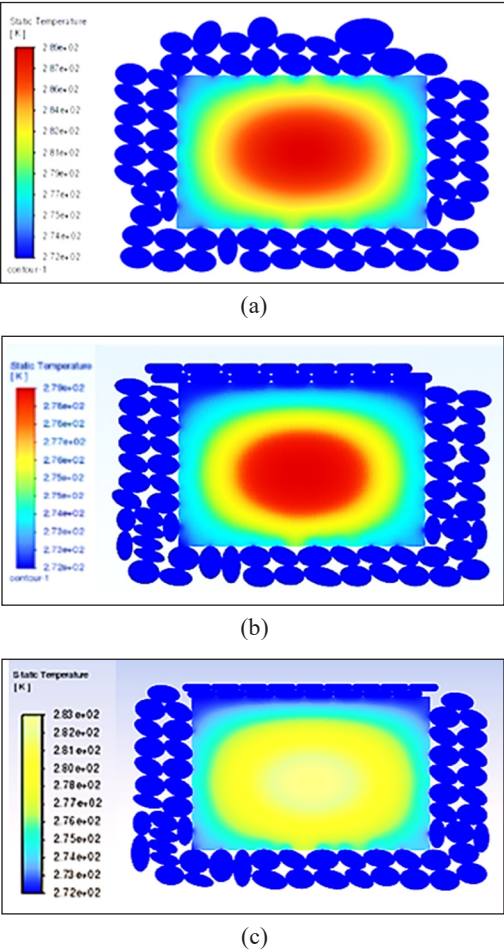 Static Temperature
[K]
2.89e+02
2.87e+02
2.86e+02
2.84e+02
2.82e+02
2.81e+02
2.79e+02
2.77e+02
2.75e+02
2.74e+02
2.72e+02
contour-1
(a)
Static Temperature
[K]
2.79e+02
2.78e+02
2.78e+02
2.77e+02
2.76e+02
2.75e+02
2.75e+02
2.74e+02
2.73e+02
2.73e+02
2.72e+02
contour-1
(b)
Static Temperature
[K]
2.83e+02
2.82e+02
2.81e+02
2.80e+02
2.78e+02
2.77e+02
2.76e+02
2.75e+02
2.74e+02
2.73e+02
2.72e+02
(c)